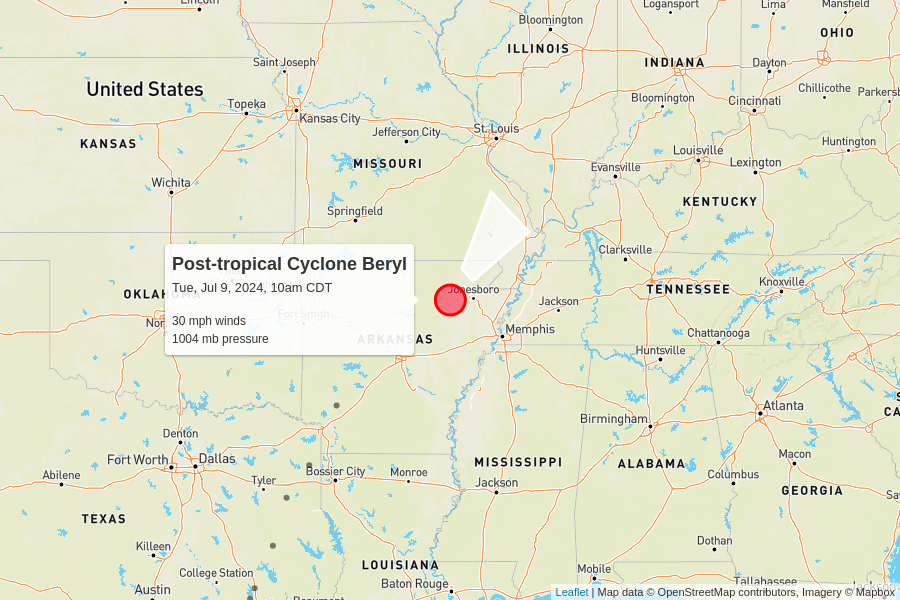 Lincoln
Bloomington
Logansport
Lima
Mansfield
OHIO
ILLINOIS
INDIANA
Saint Joseph
Dayton
United States
Chillicothe
Topeka
Bloomington
Cincinnati
Parkersb
Kansas City
St. Louis
KANSAS
Jefferson City
Huntington
MISSOURI
Louisville
Lexington
Evansville
Wichita
KENTUCKY
Springfield
Clarksville
Post-tropical Cyclone Beryl
Tue, Jul 9, 2024, 10am CDT
30 mph winds
1004 mb pressure
OKLAHOMA
Nor
Fort Smith
ARKANSAS
Jonesboro
TENNESSEE
Knoxville
Jackson
Memphis
Chattanooga
Huntsville
Atlanta
S
CA
Birmingham
Denton
Fort Worth
Dallas
Abilene
Tyler
Bossier City
Monroe
MISSISSIPPI
Jackson
ALABAMA
Macon
Columbus
GEORGIA
Sav
TEXAS
Killeen
Dothan
LOUISIANA
College Station
Austin
Baton Rouge
Mobile
Tallahassee
Jacksonv
Beaumont
Leaflet | Map data © OpenStreetMap contributors, Imagery © Mapbox